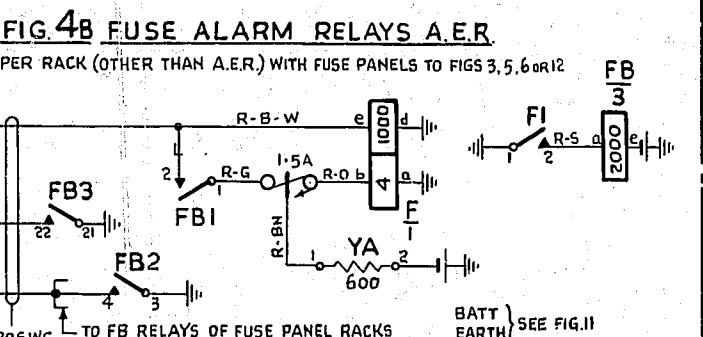 FIG. 4B FUSE ALARM RELAYS A.E.R.
PER RACK (OTHER THAN A.E.R.) WITH FUSE PANELS TO FIGS 3,5,6 OR 12
FB
3
F1
R-B-W
e
1000
d
1
2
R-S
a
2000
e
1·5A
2
R-G
1
R-O
b
4
a
FB1
F
1
FB3
22
21
R-BN
YA
1
2
600
FB2
4
3
TO FB RELAYS OF FUSE PANEL RACKS
BATT
EARTH
SEE FIG.11